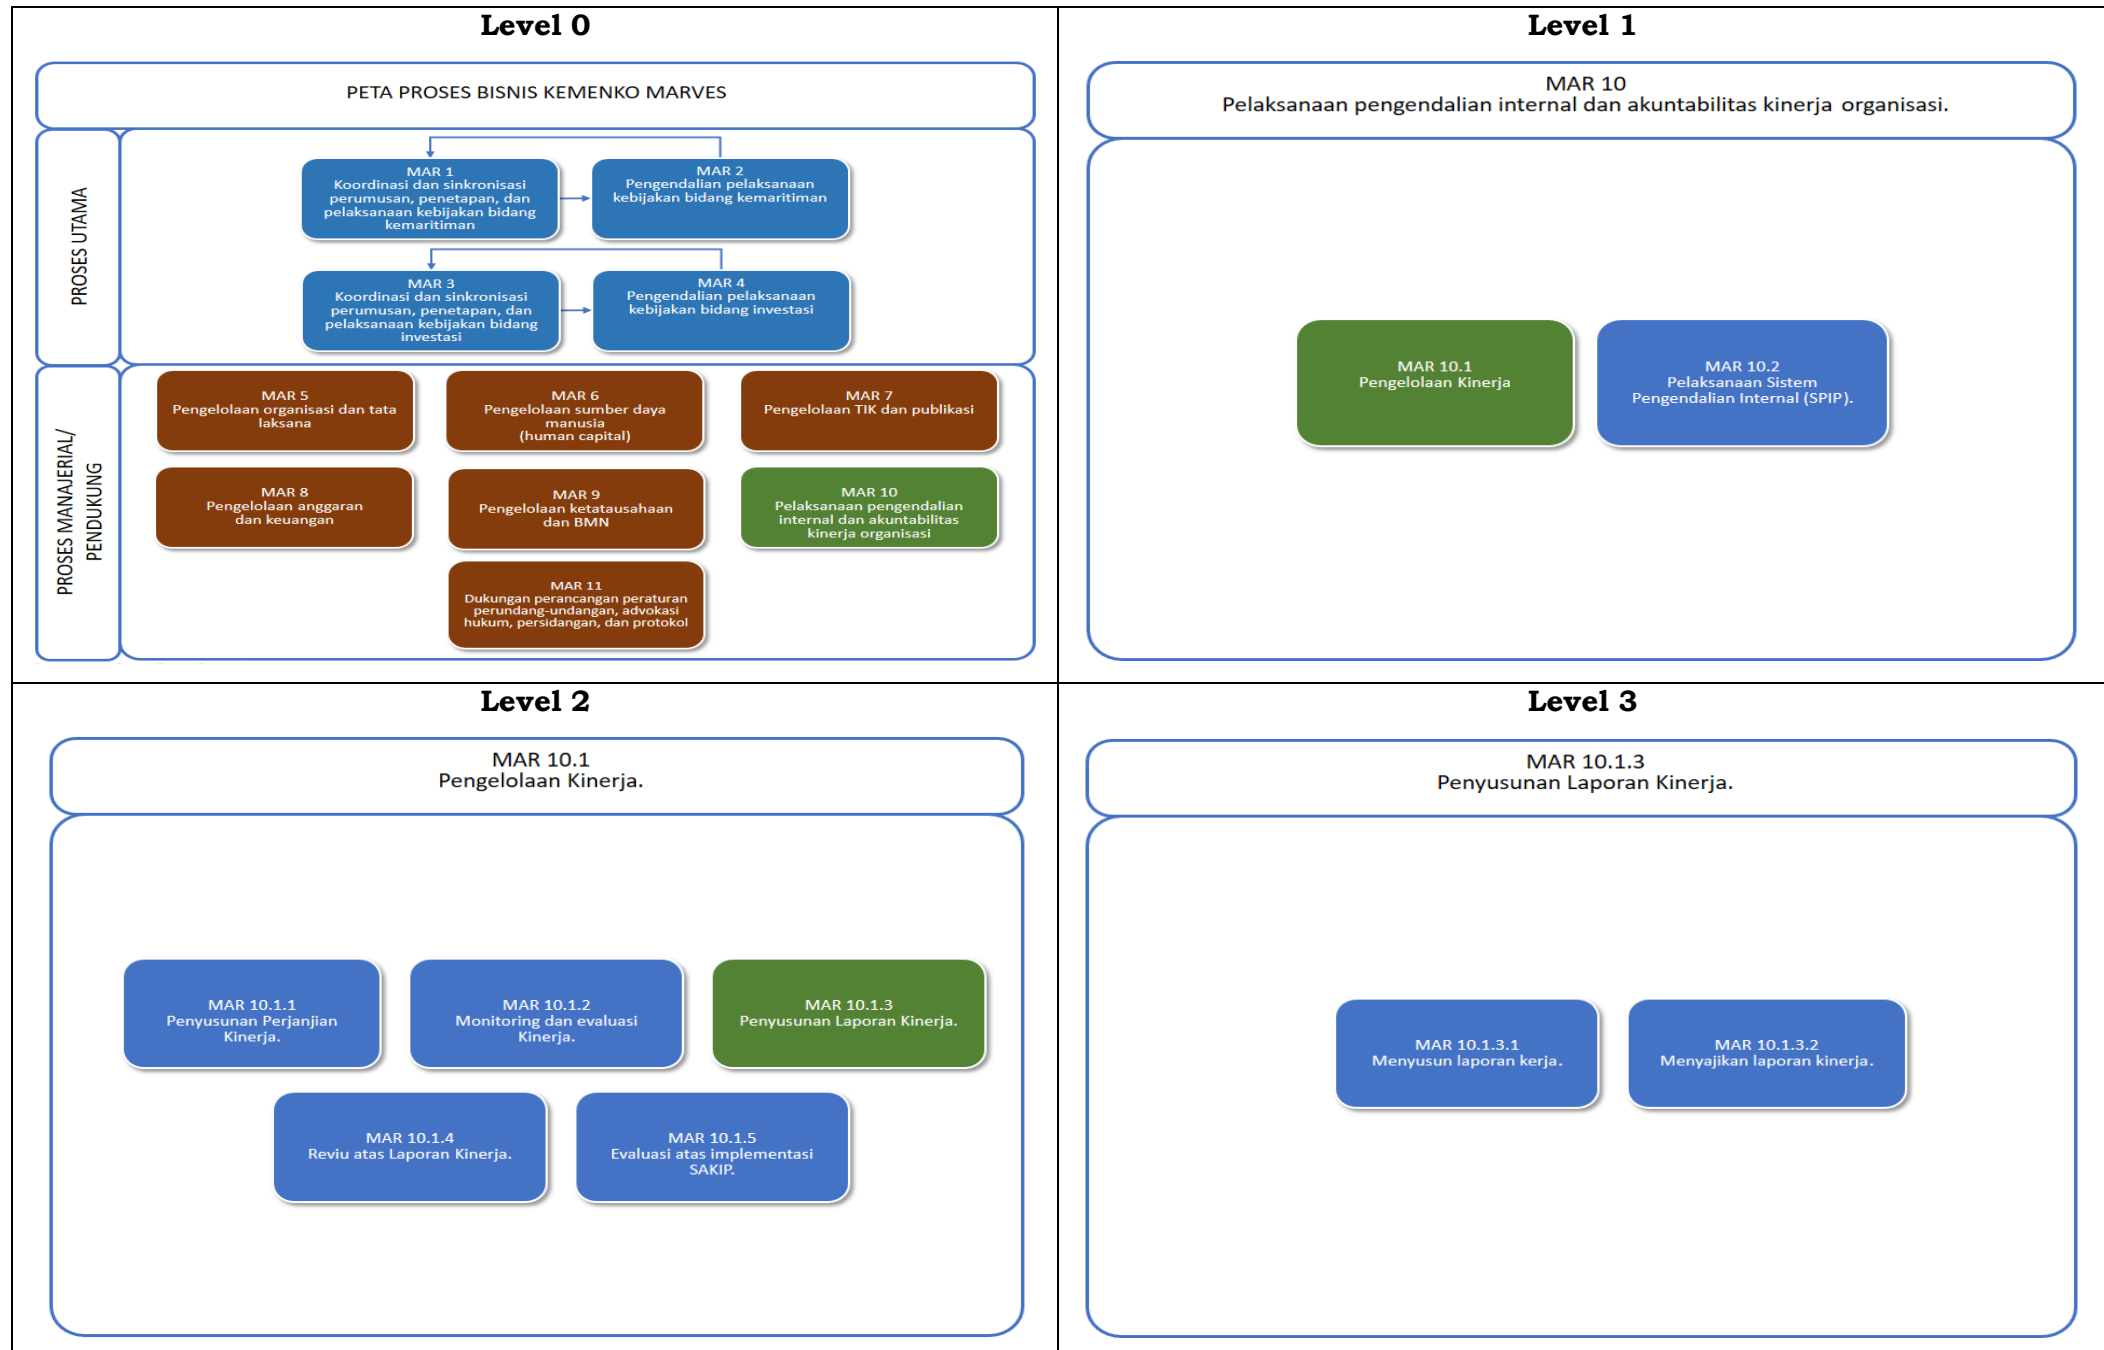 Level 0
PETA PROSES BISNIS KEMENKO MARVES
PROSES UTAMA
MAR 1
Koordinasi dan sinkronisasi
perumusan, penetapan, dan
pelaksanaan kebijakan bidang
kemaritiman
MAR 2
Pengendalian pelaksanaan
kebijakan bidang kemaritiman
MAR 3
Koordinasi dan sinkronisasi
perumusan, penetapan, dan
pelaksanaan kebijakan bidang
investasi
MAR 4
Pengendalian pelaksanaan
kebijakan bidang investasi
PROSES MANAJERIAL/
PENDUKUNG
MAR 5
Pengelolaan organisasi dan tata
laksana
MAR 6
Pengelolaan sumber daya
manusia
(human capital)
MAR 7
Pengelolaan TIK dan publikasi
MAR 8
Pengelolaan anggaran
dan keuangan
MAR 9
Pengelolaan ketatausahaan
dan BMN
MAR 10
Pelaksanaan pengendalian
internal dan akuntabilitas
kinerja organisasi
MAR 11
Dukungan perancangan peraturan
perundang-undangan, advokasi
hukum, persidangan, dan protokol
Level 1
MAR 10
Pelaksanaan pengendalian internal dan akuntabilitas kinerja organisasi.
MAR 10.1
Pengelolaan Kinerja
MAR 10.2
Pelaksanaan Sistem
Pengendalian Internal (SPIP).
Level 2
MAR 10.1
Pengelolaan Kinerja.
MAR 10.1.1
Penyusunan Perjanjian
Kinerja.
MAR 10.1.2
Monitoring dan evaluasi
Kinerja.
MAR 10.1.3
Penyusunan Laporan Kinerja.
MAR 10.1.4
Reviu atas Laporan Kinerja.
MAR 10.1.5
Evaluasi atas implementasi
SAKIP.
Level 3
MAR 10.1.3
Penyusunan Laporan Kinerja.
MAR 10.1.3.1
Menyusun laporan kerja.
MAR 10.1.3.2
Menyajikan laporan kinerja.